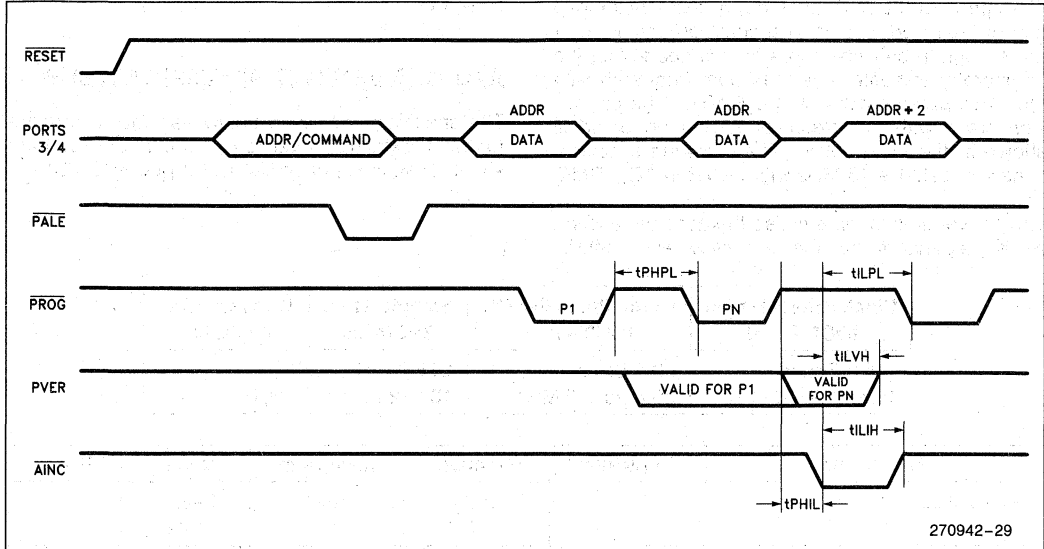 RESET
ADDR ADDR ADDR + 2
PORTS
3/4
ADDR/COMMAND DATA DATA DATA
PALE
tPHPL tILPL
PROG P1 PN
tILVH
PVER VALID FOR P1 VALID
FOR PN
tILIH
AINC
tPHIL
270942-29